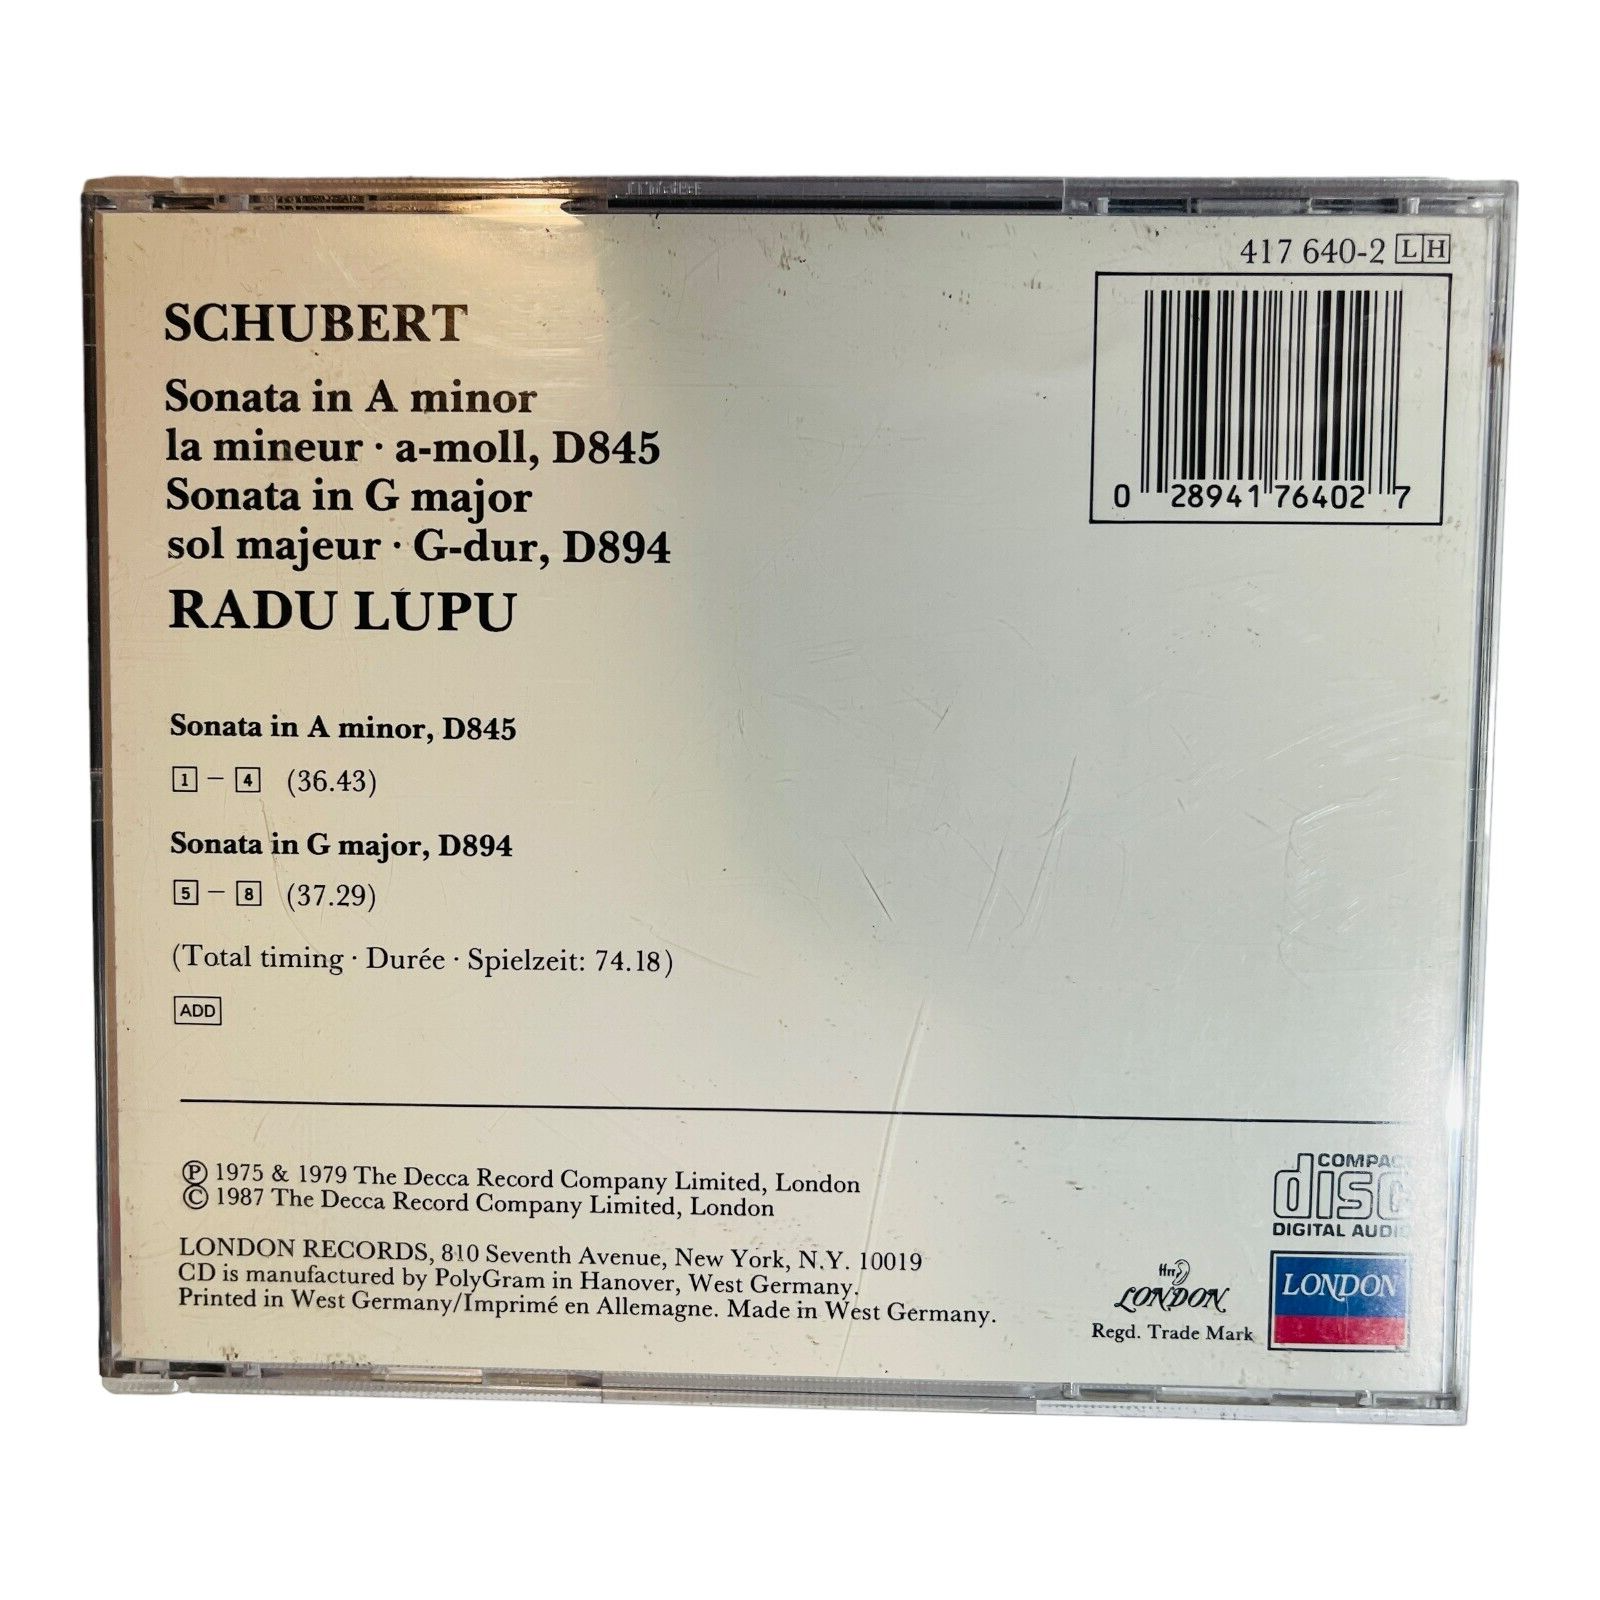 417 640-2 LH
SCHUBERT
Sonata in A minor
la mineur · a-moll, D845
Sonata in G major
sol majeur · G-dur, D894
RADU LUPU
0 28941 76402 7
Sonata in A minor, D845
1 – 4 (36.43)
Sonata in G major, D894
5 – 8 (37.29)
(Total timing · Durée · Spielzeit: 74.18)
ADD
℗ 1975 & 1979 The Decca Record Company Limited, London
© 1987 The Decca Record Company Limited, London
LONDON RECORDS, 810 Seventh Avenue, New York, N.Y. 10019
CD is manufactured by PolyGram in Hanover, West Germany.
Printed in West Germany/Imprimé en Allemagne. Made in West Germany.
COMPACT
disc
DIGITAL AUDIO
ffrr
LONDON
Regd. Trade Mark
LONDON